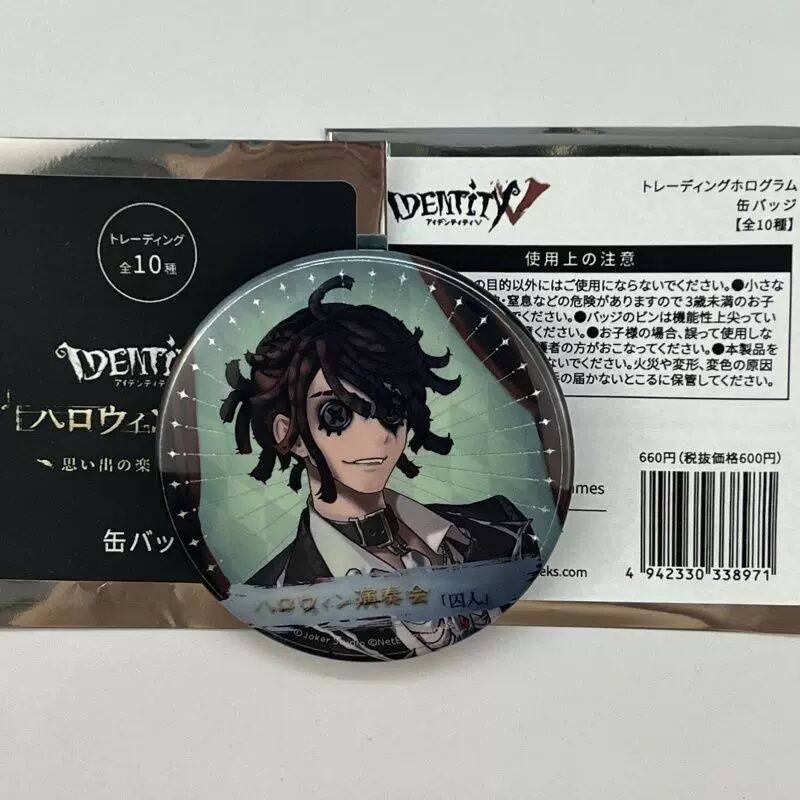 トレーディング
全10種
IDENTITY
アイデンティテ
ハロウィン
思い出の楽
缶バッ
IDENTITY V
アイデンティティV
トレーディングホログラム
缶バッジ
【全10種】
使用上の注意
の目的以外にはご使用にならないでください。●小さな
・窒息などの危険がありますので3歳未満のお子
でください。●バッジのピンは機能性上尖ってい
ください。●お子様の場合、誤って使用しな
護者の方がおこなってください。●本製品を
ないでください。火災や変形、変色の原因
の届かないところに保管してください。
660円(税抜価格600円)
ames
eks.com
4 942330 338971
ハロウィン演奏会「囚人」
©Joker Studio ©NetE